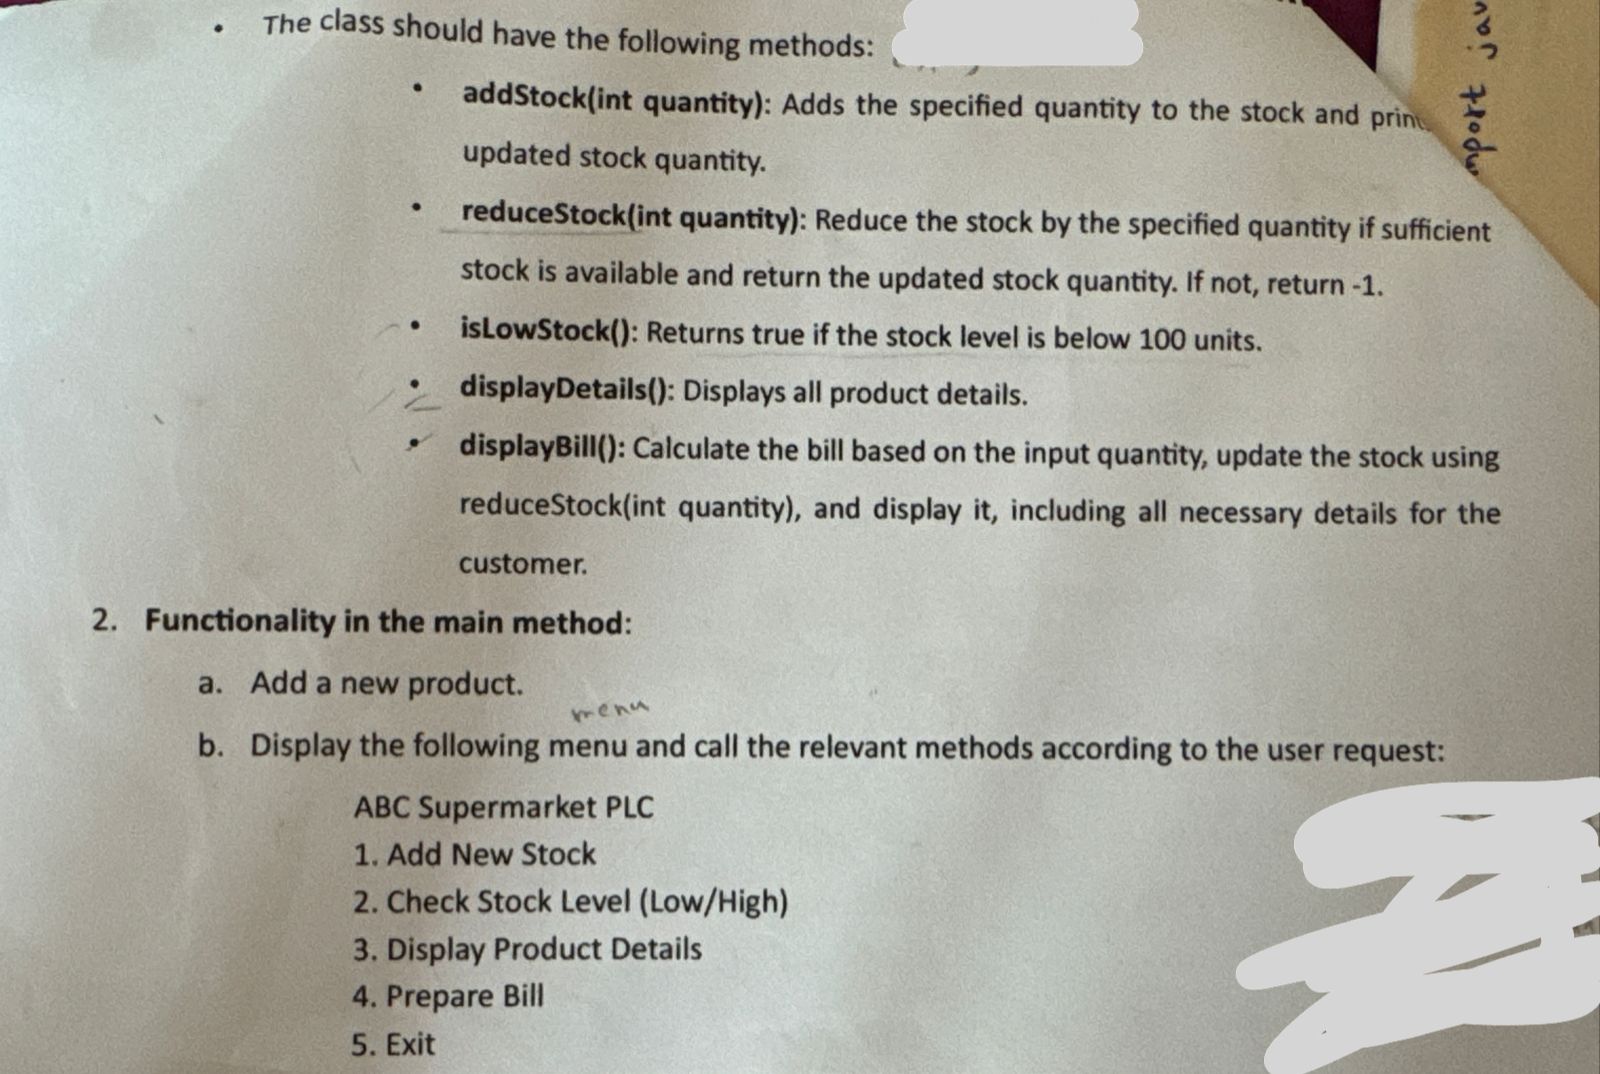 • The class should have the following methods:
• addStock(int quantity): Adds the specified quantity to the stock and print
updated stock quantity.
• reduceStock(int quantity): Reduce the stock by the specified quantity if sufficient
stock is available and return the updated stock quantity. If not, return -1.
• isLowStock(): Returns true if the stock level is below 100 units.
• displayDetails(): Displays all product details.
• displayBill(): Calculate the bill based on the input quantity, update the stock using
reduceStock(int quantity), and display it, including all necessary details for the
customer.
2. Functionality in the main method:
a. Add a new product.
menu
b. Display the following menu and call the relevant methods according to the user request:
ABC Supermarket PLC
1. Add New Stock
2. Check Stock Level (Low/High)
3. Display Product Details
4. Prepare Bill
5. Exit